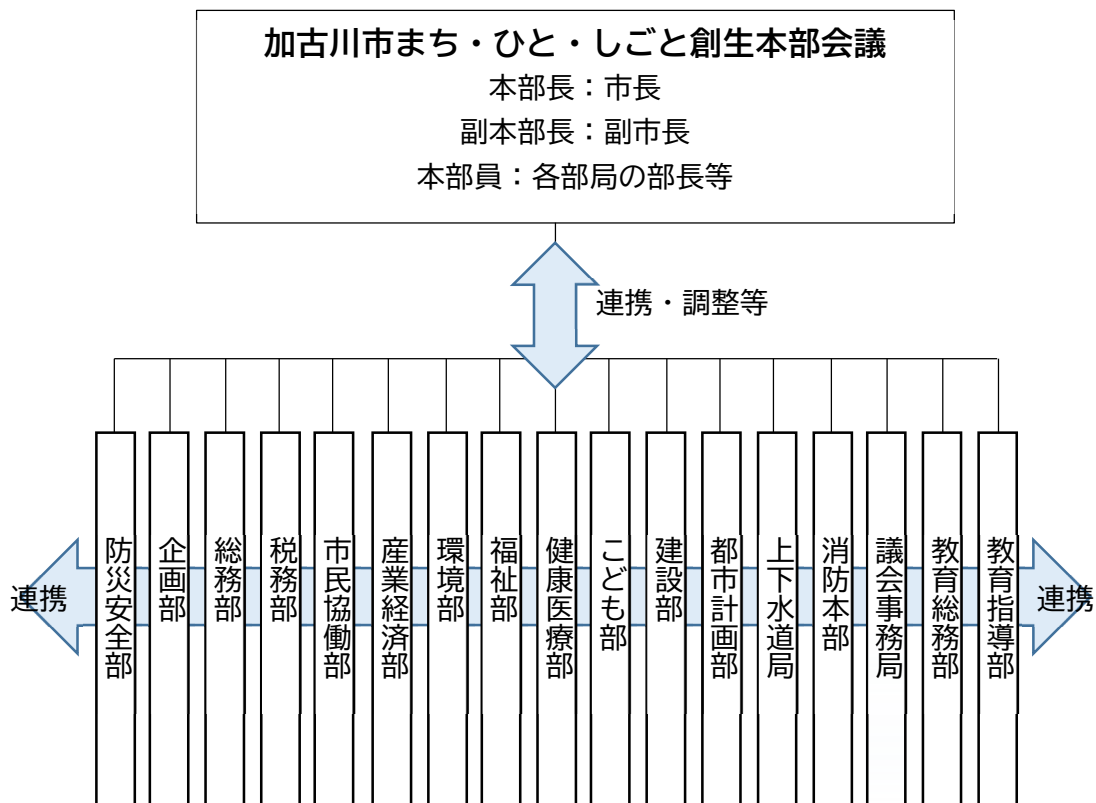 加古川市まち・ひと・しごと創生本部会議
本部長：市長
副本部長：副市長
本部員：各部局の部長等
連携・調整等
連携
防災安全部
企画部
総務部
税務部
市民協働部
産業経済部
環境部
福祉部
健康医療部
こども部
建設部
都市計画部
上下水道局
消防本部
議会事務局
教育総務部
教育指導部
連携